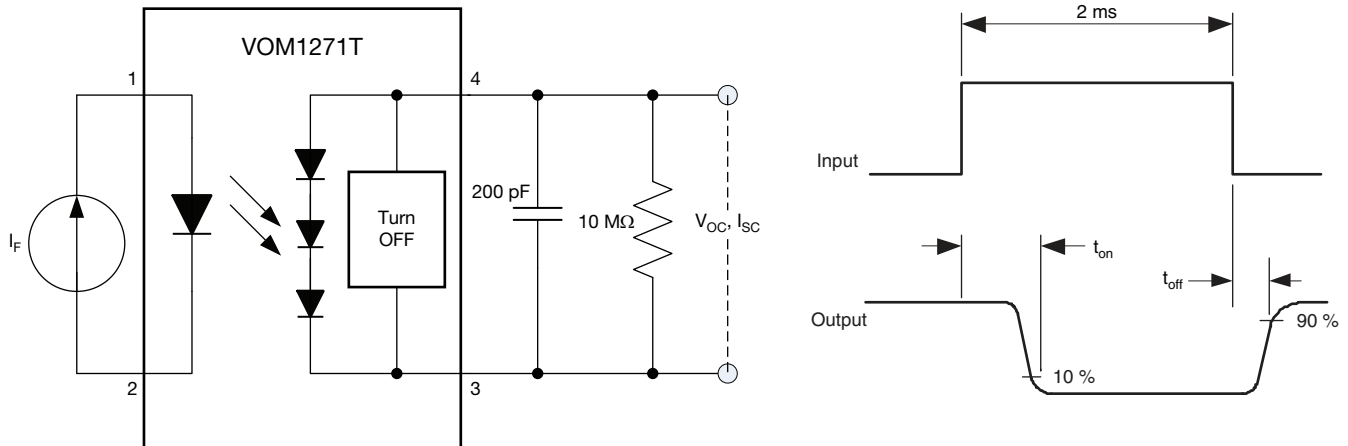 VOM1271T
1
4
I_F
200 pF
10 MΩ
Turn
OFF
V_OC, I_SC
2
3
2 ms
Input
t_on
t_off
Output
90 %
10 %